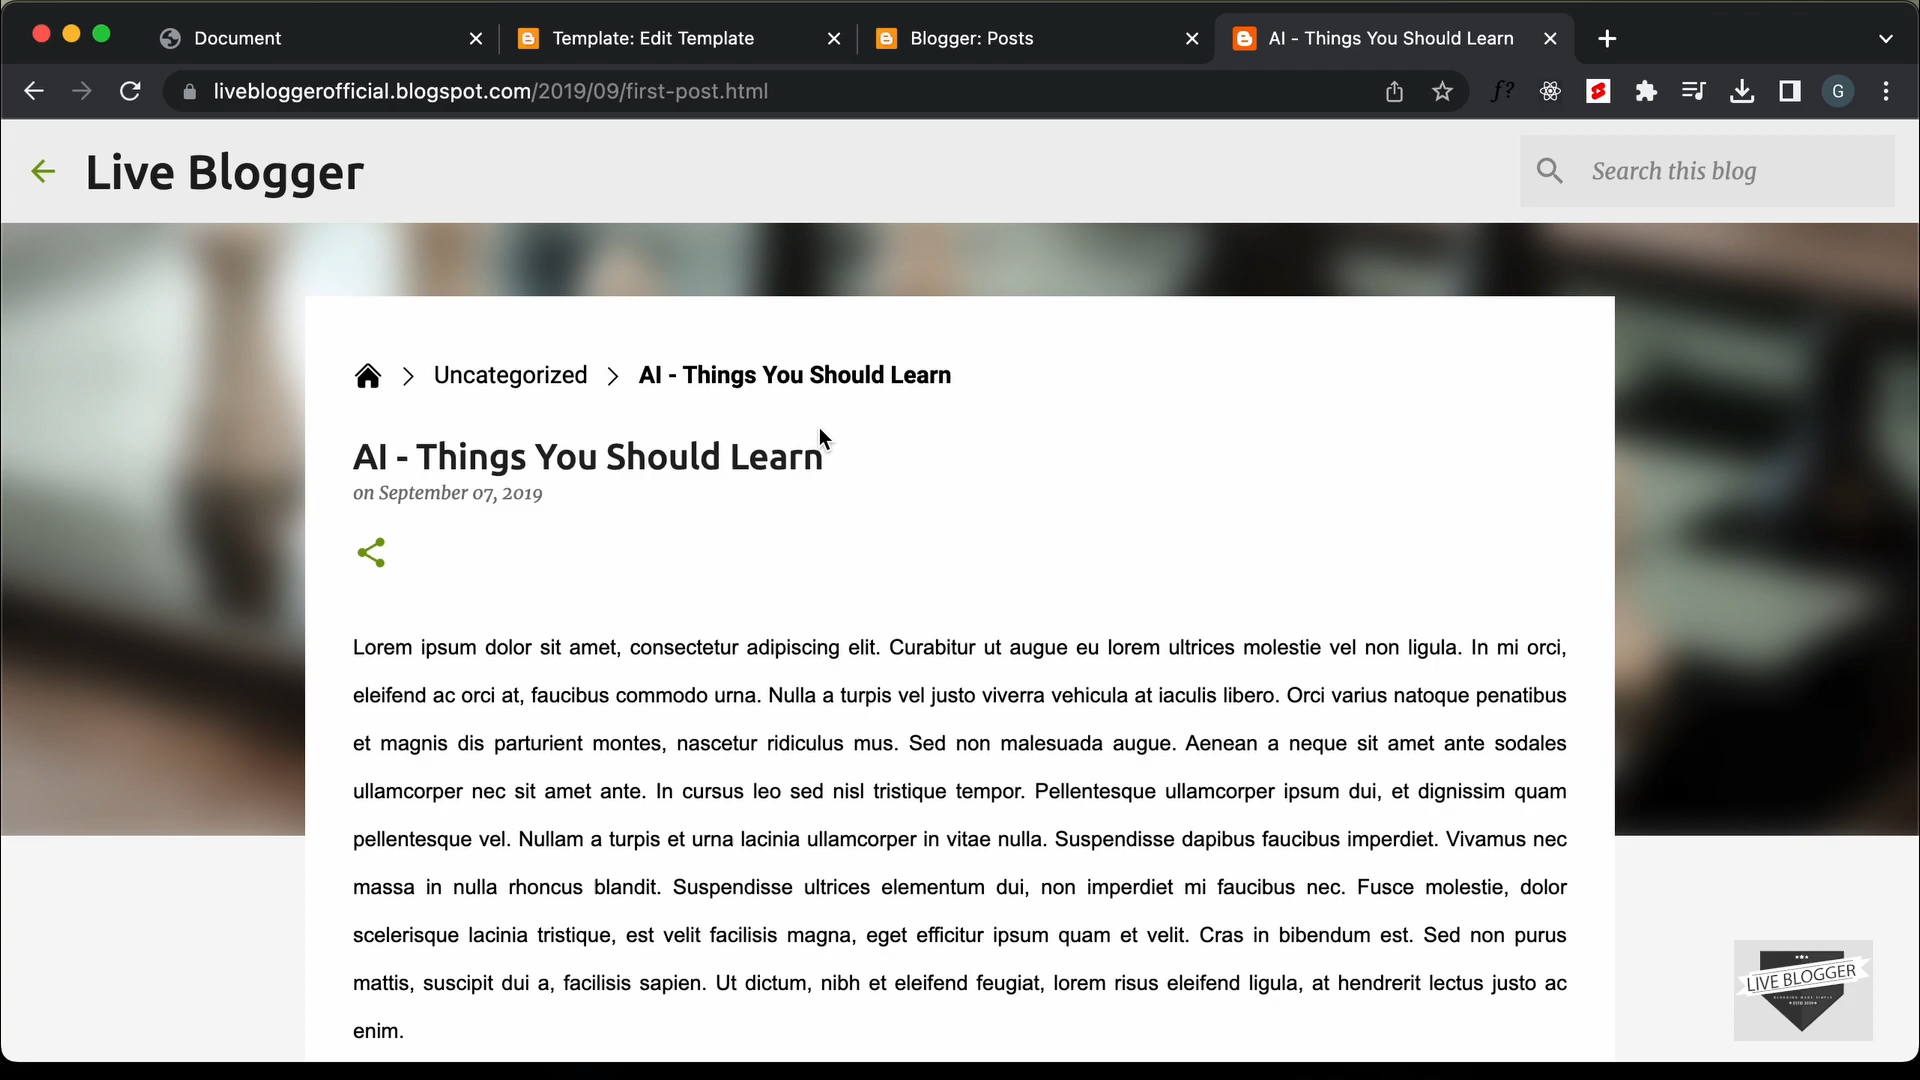 Document
Template: Edit Template
Blogger: Posts
AI - Things You Should Learn
livebloggerofficial.blogspot.com/2019/09/first-post.html
f?
G
Live Blogger
Search this blog
Uncategorized
AI - Things You Should Learn
AI - Things You Should Learn
on September 07, 2019
Lorem ipsum dolor sit amet, consectetur adipiscing elit. Curabitur ut augue eu lorem ultrices molestie vel non ligula. In mi orci,
eleifend ac orci at, faucibus commodo urna. Nulla a turpis vel justo viverra vehicula at iaculis libero. Orci varius natoque penatibus
et magnis dis parturient montes, nascetur ridiculus mus. Sed non malesuada augue. Aenean a neque sit amet ante sodales
ullamcorper nec sit amet ante. In cursus leo sed nisl tristique tempor. Pellentesque ullamcorper ipsum dui, et dignissim quam
pellentesque vel. Nullam a turpis et urna lacinia ullamcorper in vitae nulla. Suspendisse dapibus faucibus imperdiet. Vivamus nec
massa in nulla rhoncus blandit. Suspendisse ultrices elementum dui, non imperdiet mi faucibus nec. Fusce molestie, dolor
scelerisque lacinia tristique, est velit facilisis magna, eget efficitur ipsum quam et velit. Cras in bibendum est. Sed non purus
mattis, suscipit dui a, facilisis sapien. Ut dictum, nibh et eleifend feugiat, lorem risus eleifend ligula, at hendrerit lectus justo ac
enim.
LIVE BLOGGER